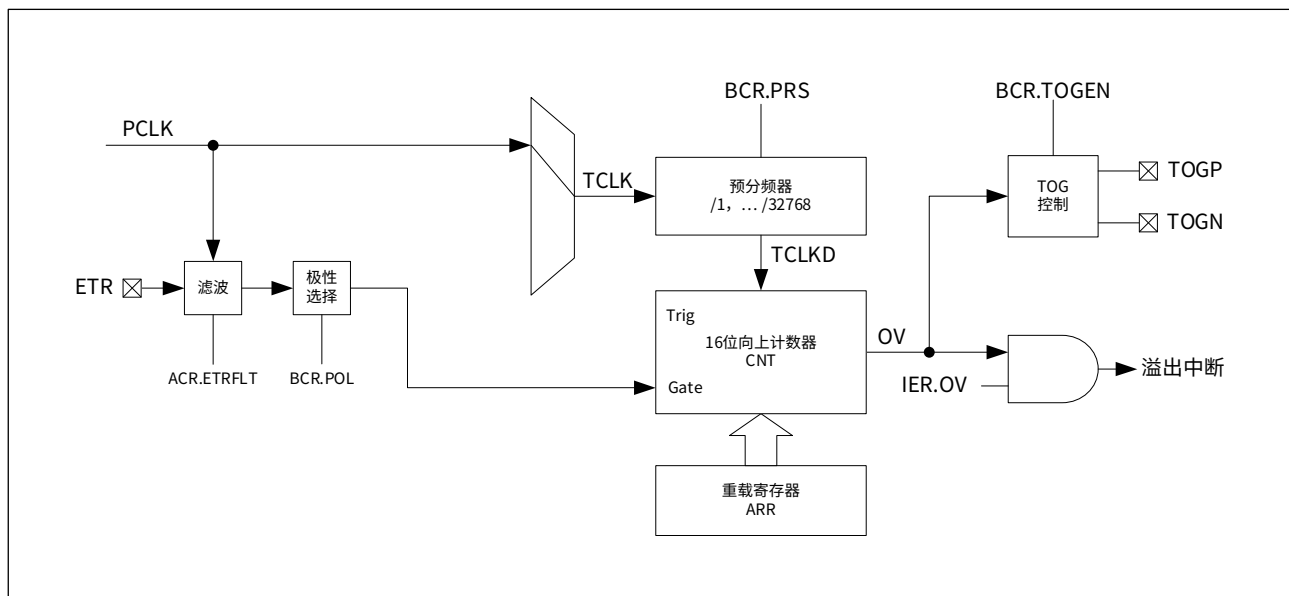 BCR.PRS
BCR.TOGEN
PCLK
TCLK
预分频器
/1，… /32768
TOG
控制
TOGP
TOGN
TCLKD
ETR
滤波
极性
选择
Trig
16位向上计数器
CNT
Gate
OV
IER.OV
溢出中断
ACR.ETRFLT
BCR.POL
重载寄存器
ARR